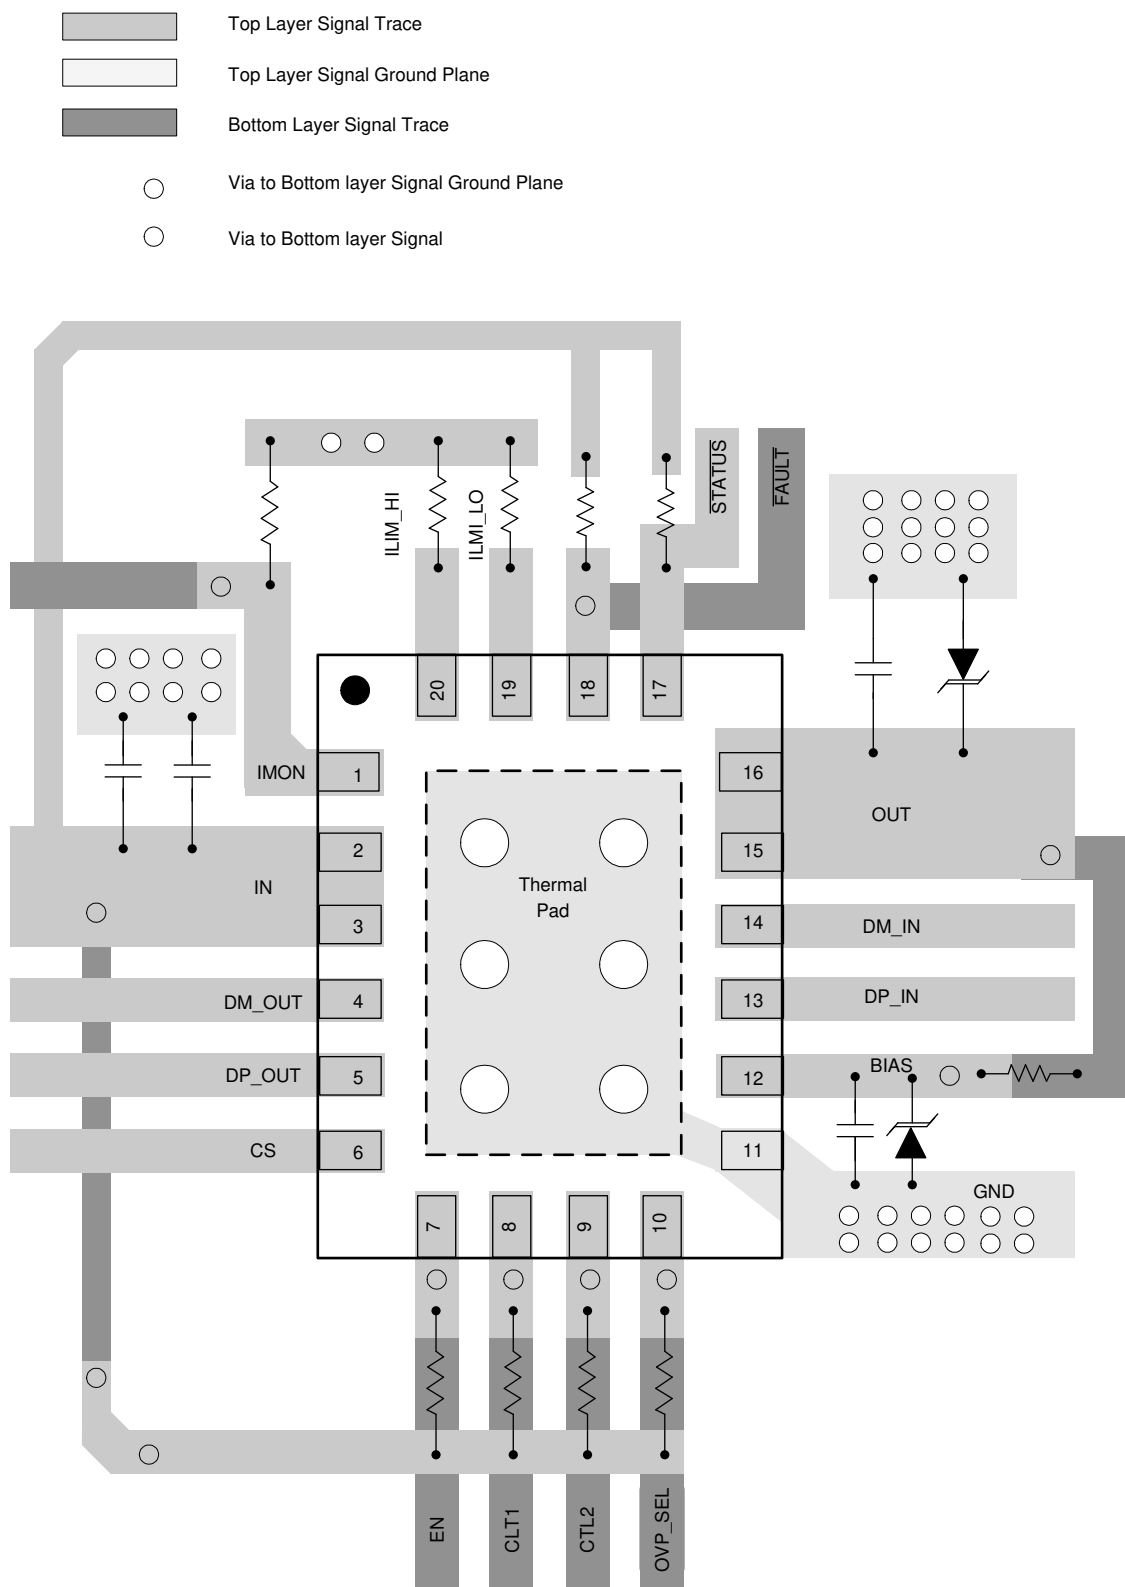 Top Layer Signal Trace
Top Layer Signal Ground Plane
Bottom Layer Signal Trace
Via to Bottom layer Signal Ground Plane
Via to Bottom layer Signal
STATUS
FAULT
ILIM_HI
ILMI_LO
20
19
18
17
IMON
1
16
OUT
2
15
IN
Thermal
Pad
3
14
DM_IN
DM_OUT
4
13
DP_IN
DP_OUT
5
12
BIAS
CS
6
11
GND
7
8
9
10
EN
CLT1
CTL2
OVP_SEL